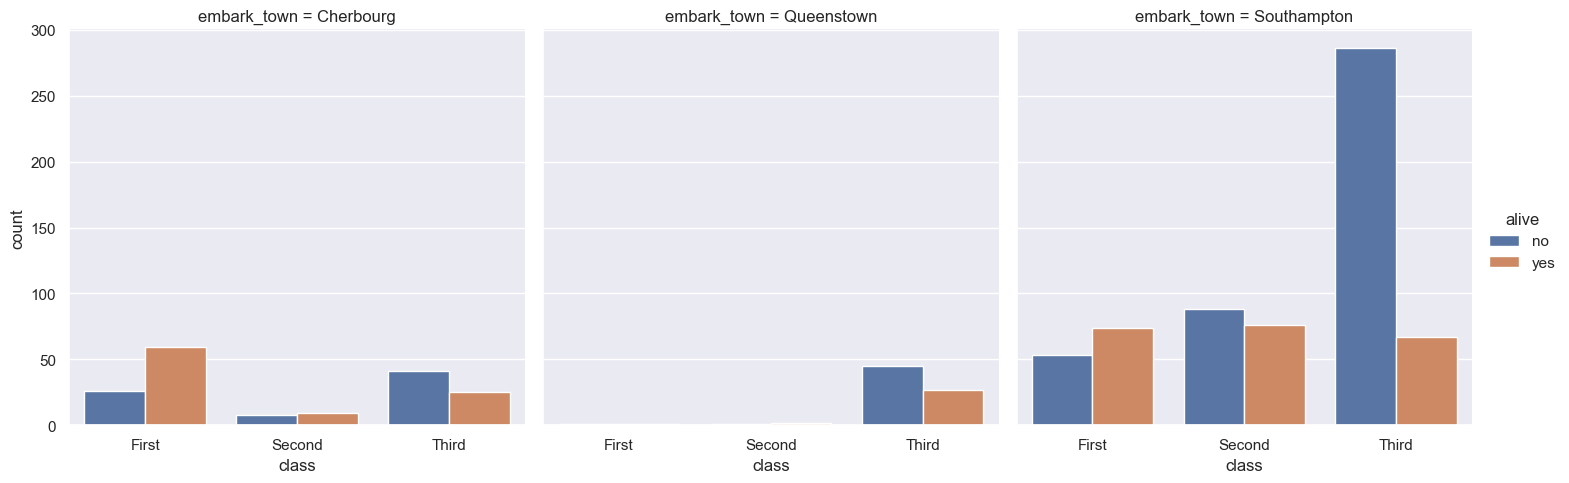 embark_town = Cherbourg
embark_town = Queenstown
embark_town = Southampton
300
250
200
150
100
50
0
count
First Second Third
class
First Second Third
class
First Second Third
class
alive
no
yes